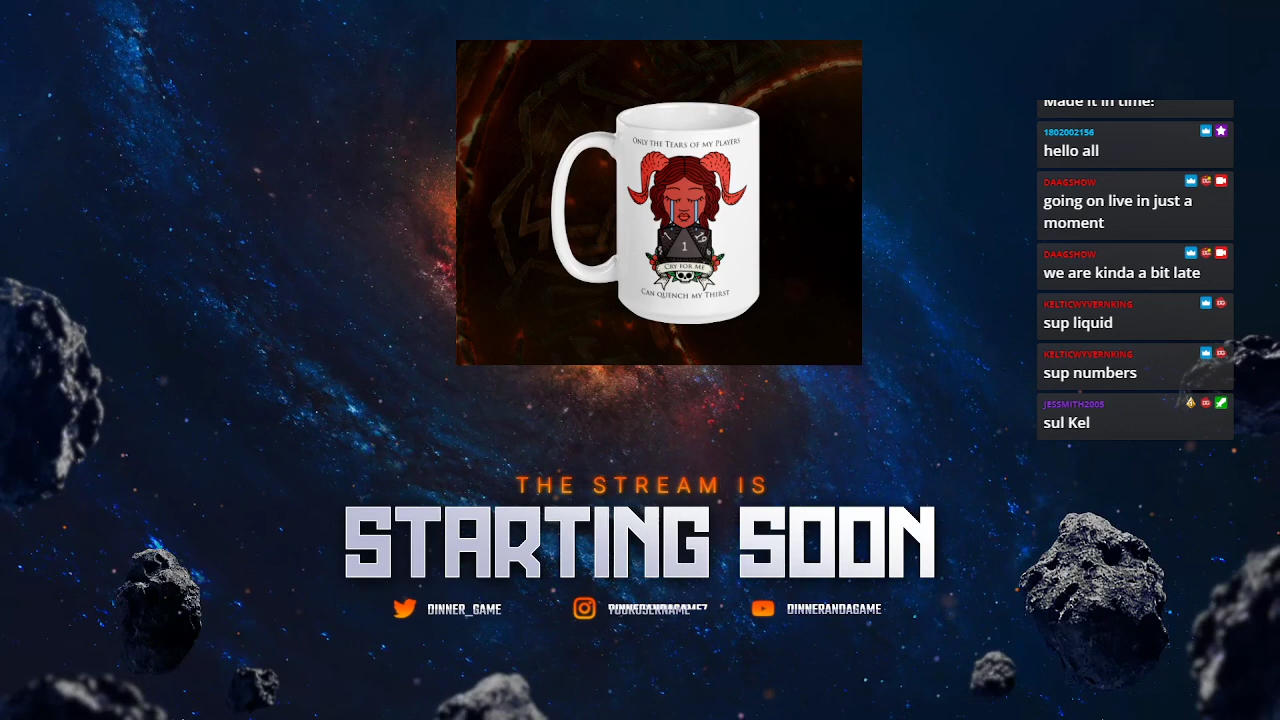 ONLY THE TEARS OF MY PLAYERS
1
19
1
CRY FOR ME
CAN QUENCH MY THIRST
Made it in time!
1802002156
hello all
DAAGSHOW
going on live in just a
moment
DAAGSHOW
we are kinda a bit late
KELTICWYVERNKING
sup liquid
KELTICWYVERNKING
sup numbers
JESSMITH2005
sul Kel
THE STREAM IS
STARTING SOON
DINNER_GAME
DINNERANDAGAME